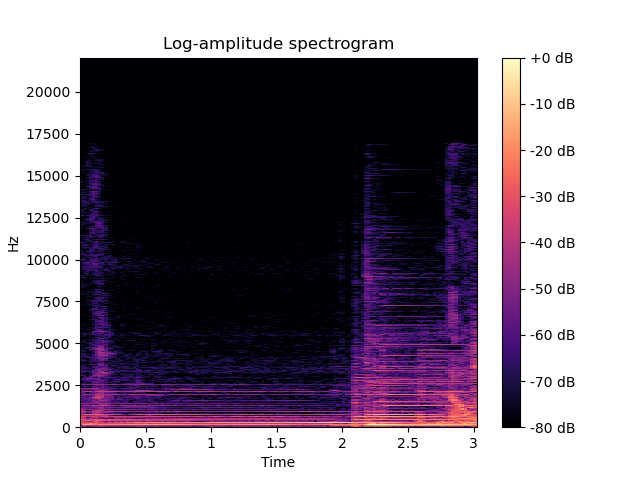 Log-amplitude spectrogram
20000
17500
15000
12500
10000
7500
5000
2500
0
Hz
0
0.5
1
1.5
2
2.5
3
Time
+0 dB
-10 dB
-20 dB
-30 dB
-40 dB
-50 dB
-60 dB
-70 dB
-80 dB